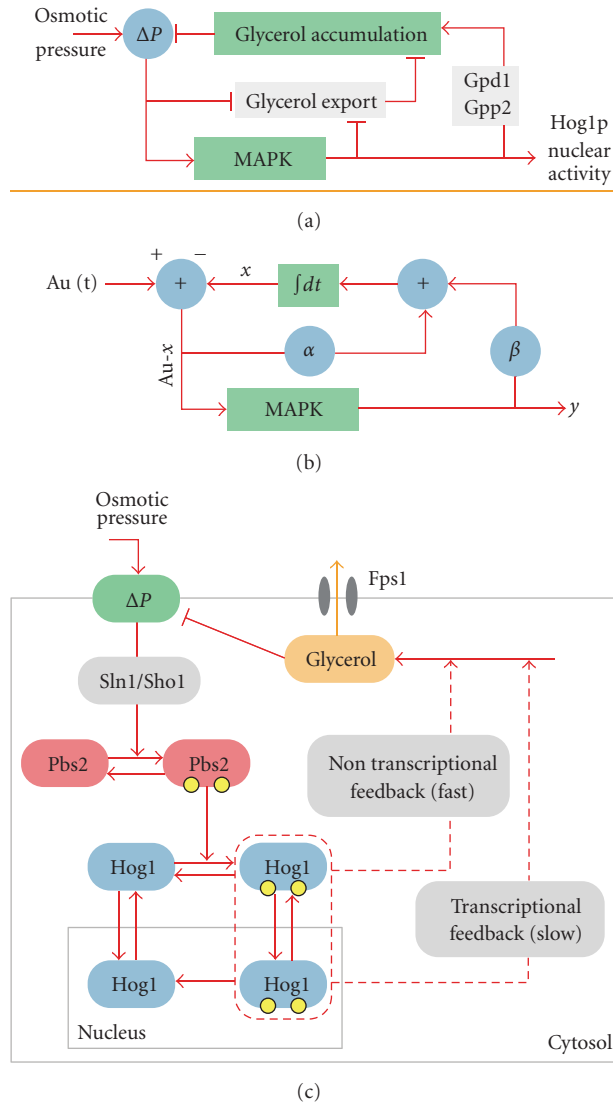 Osmotic
pressure
ΔP
Glycerol accumulation
Glycerol export
Gpd1
Gpp2
MAPK
Hog1p
nuclear
activity
(a)
+ −
Au (t)
+
x
∫dt
+
Au-x
α
β
MAPK
y
(b)
Osmotic
pressure
ΔP
Fps1
Glycerol
Sln1/Sho1
Pbs2
Pbs2
Non transcriptional
feedback (fast)
Hog1
Hog1
Transcriptional
feedback (slow)
Hog1
Hog1
Nucleus
Cytosol
(c)